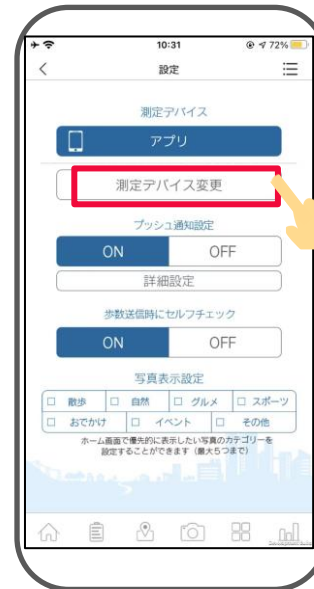 10:31
72%
設定
測定デバイス
アプリ
測定デバイス変更
プッシュ通知設定
ON OFF
詳細設定
歩数送信時にセルフチェック
ON OFF
写真表示設定
散歩 自然 グルメ スポーツ
おでかけ イベント その他
ホーム画面で優先的に表示したい写真のカテゴリーを
設定することができます（最大５つまで）